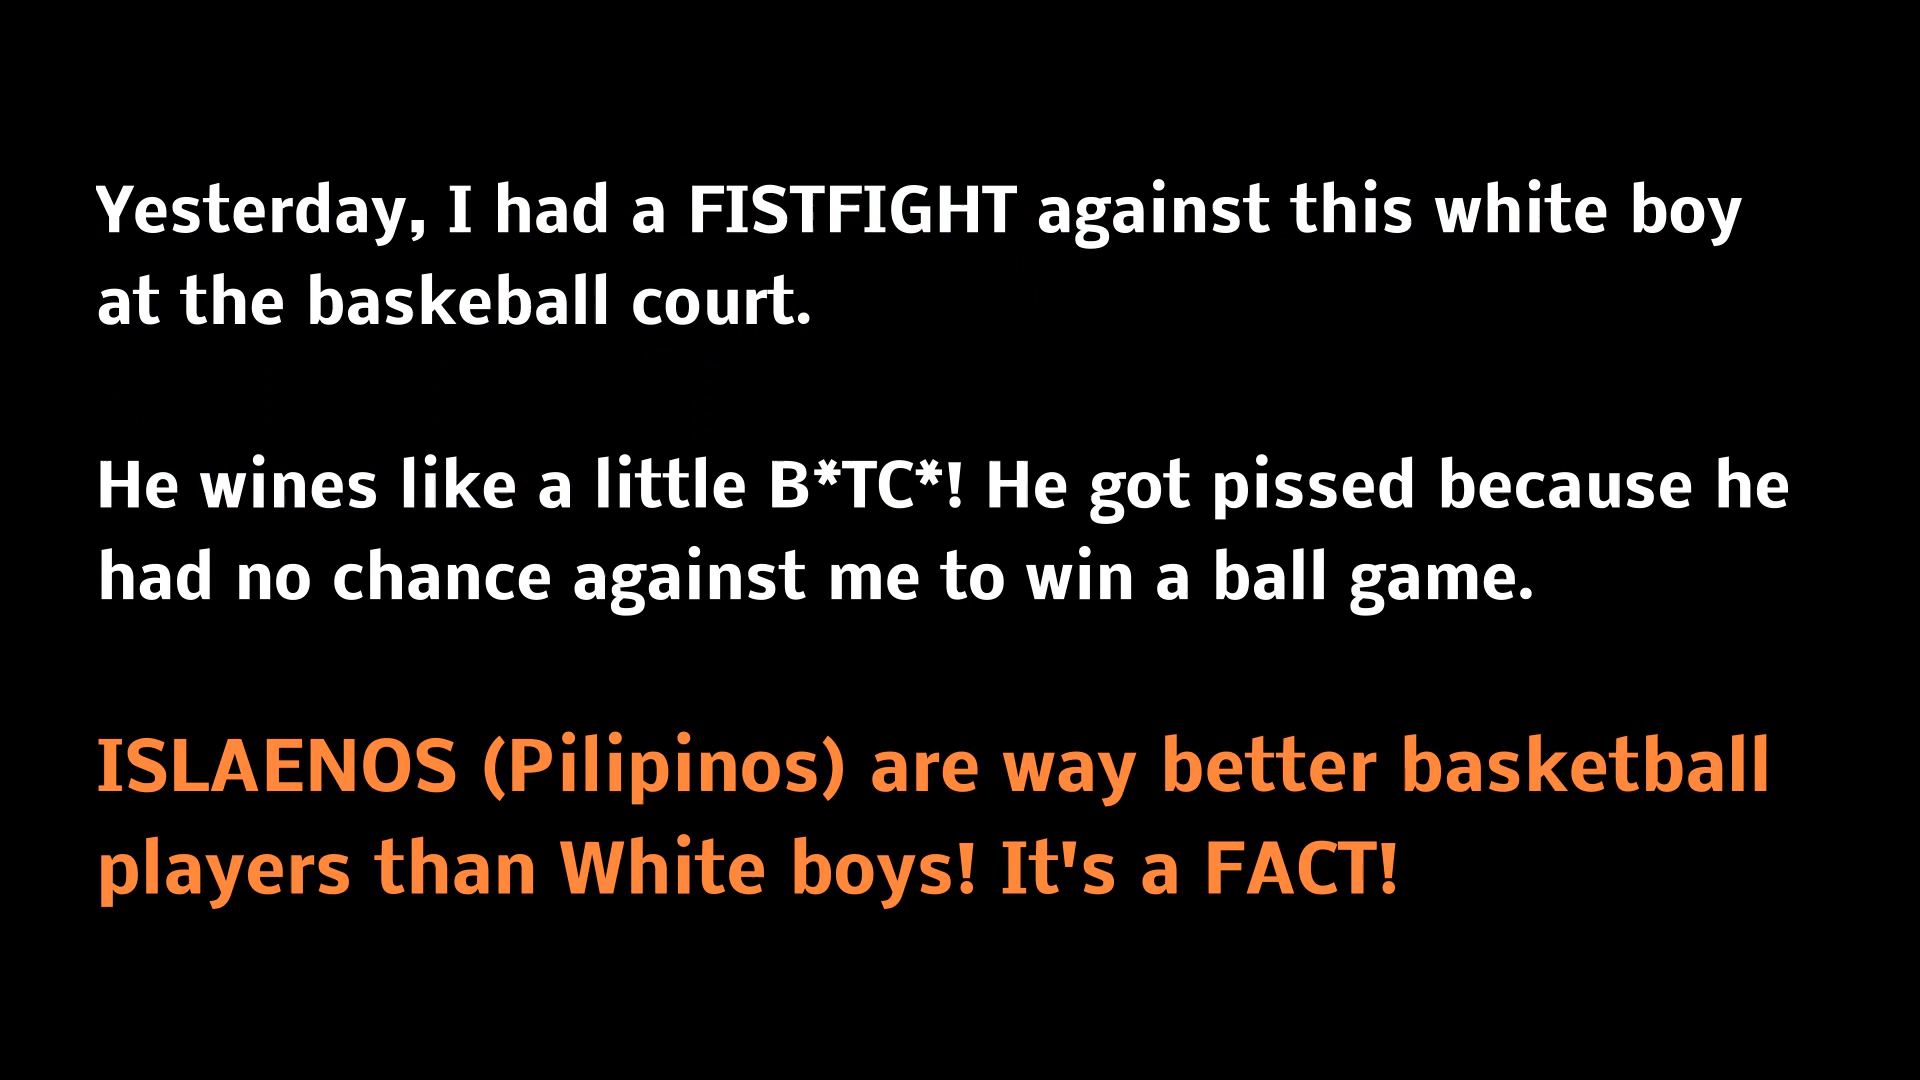 Yesterday, I had a FISTFIGHT against this white boy
at the baskeball court.
He wines like a little B*TC*! He got pissed because he
had no chance against me to win a ball game.
ISLAENOS (Pilipinos) are way better basketball
players than White boys! It's a FACT!